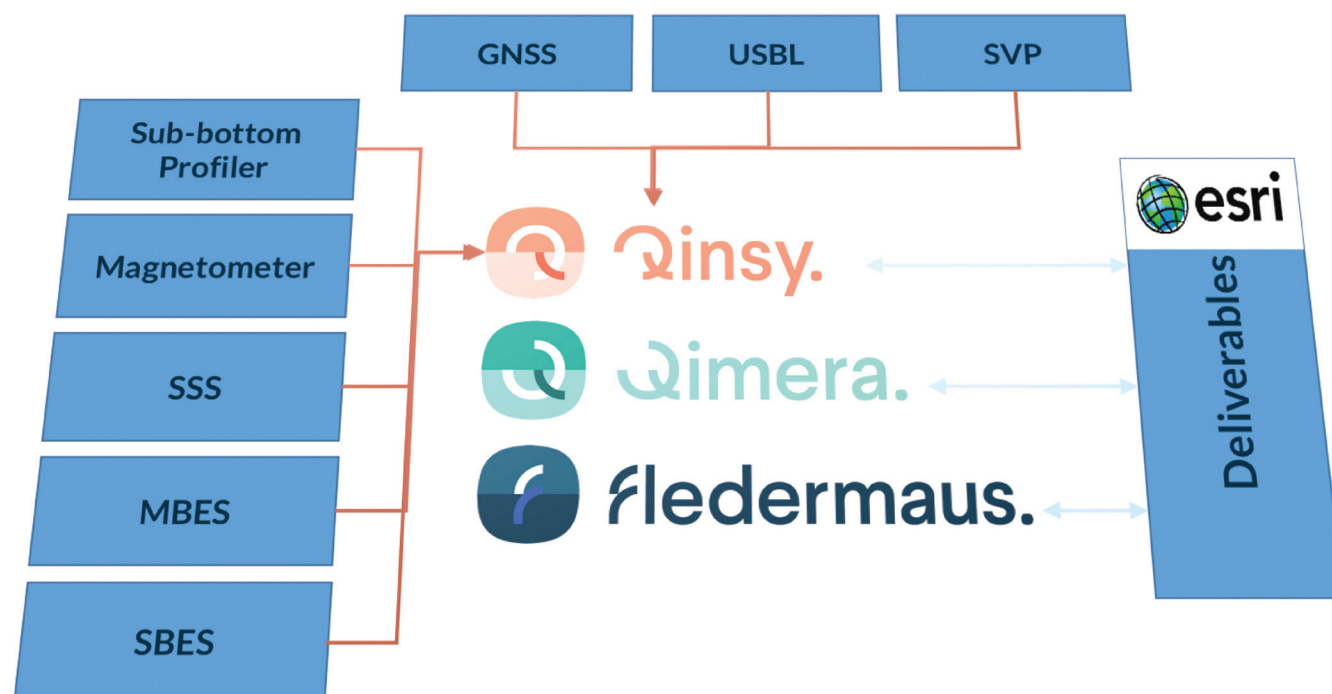 GNSS
USBL
SVP
Sub-bottom
Profiler
Magnetometer
SSS
MBES
SBES
Qinsy.
Qimera.
fledermaus.
esri
Deliverables